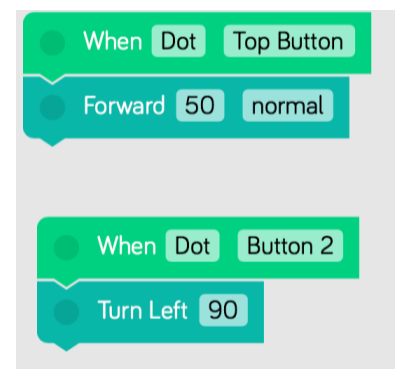 When Dot Top Button
Forward 50 normal
When Dot Button 2
Turn Left 90